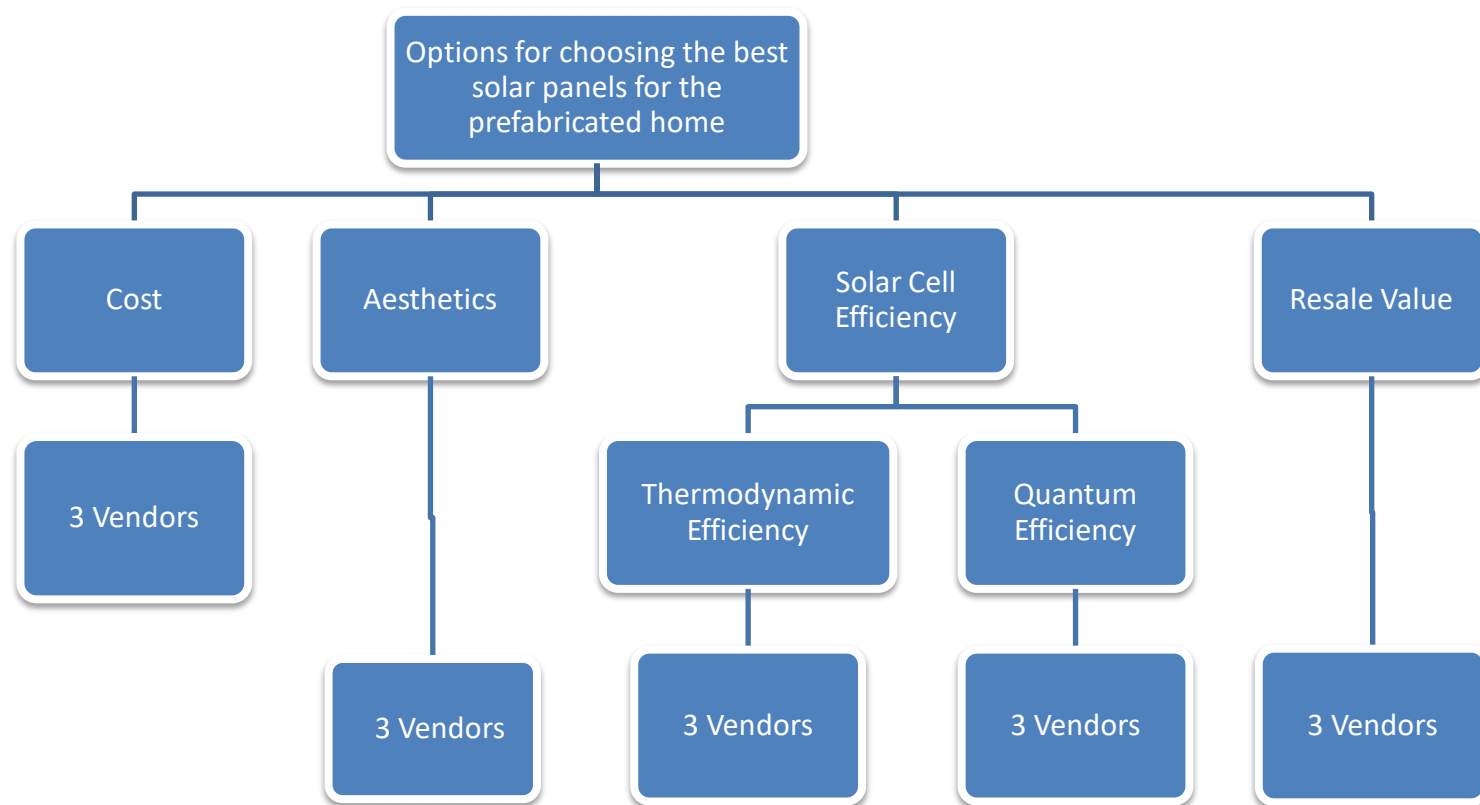 Options for choosing the best
solar panels for the
prefabricated home
Cost
Aesthetics
Solar Cell
Efficiency
Resale Value
3 Vendors
Thermodynamic
Efficiency
Quantum
Efficiency
3 Vendors
3 Vendors
3 Vendors
3 Vendors